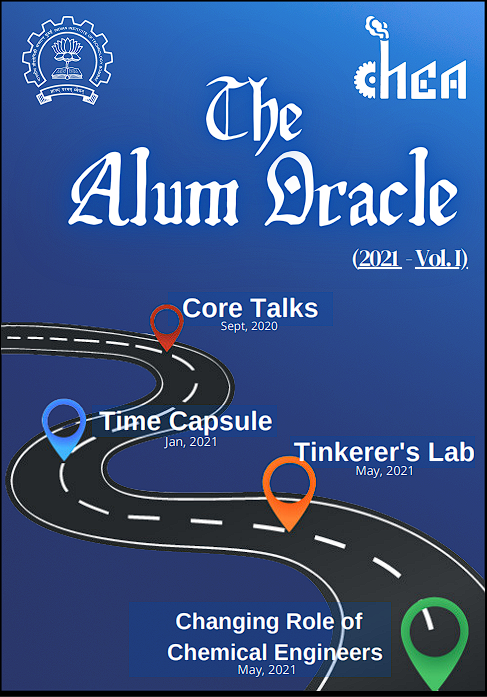 ChEA
The
Alum Oracle
(2021 - Vol. I)
Core Talks
Sept, 2020
Time Capsule
Jan, 2021
Tinkerer's Lab
May, 2021
Changing Role of
Chemical Engineers
May, 2021